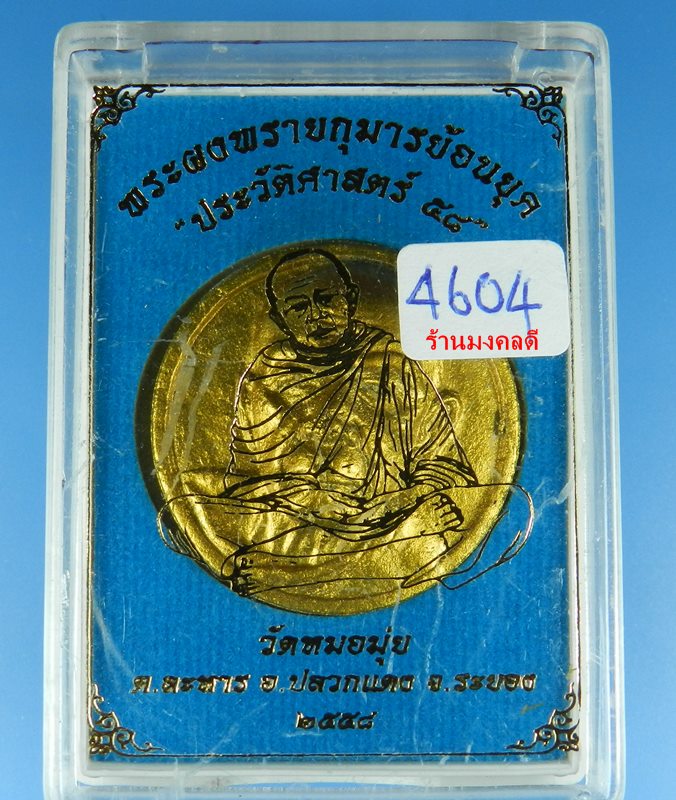 พระผงพรายกุมารย้อนยุค
"ประวัติศาสตร์ ๕๘"
4604
ร้านมงคลดี
วัดหมอมุ่ย
ต.ละหาร อ.ปลวกแดง จ.ระยอง
๒๕๕๘